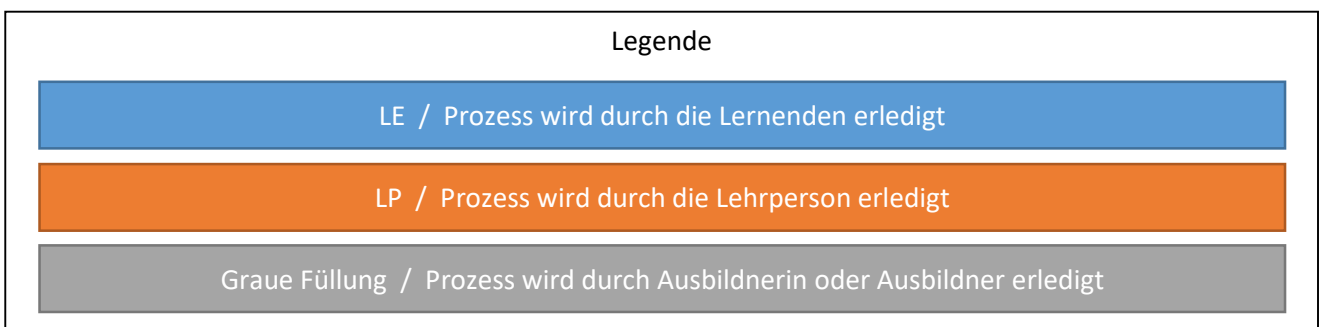 Legende
LE / Prozess wird durch die Lernenden erledigt
LP / Prozess wird durch die Lehrperson erledigt
Graue Füllung / Prozess wird durch Ausbildnerin oder Ausbildner erledigt